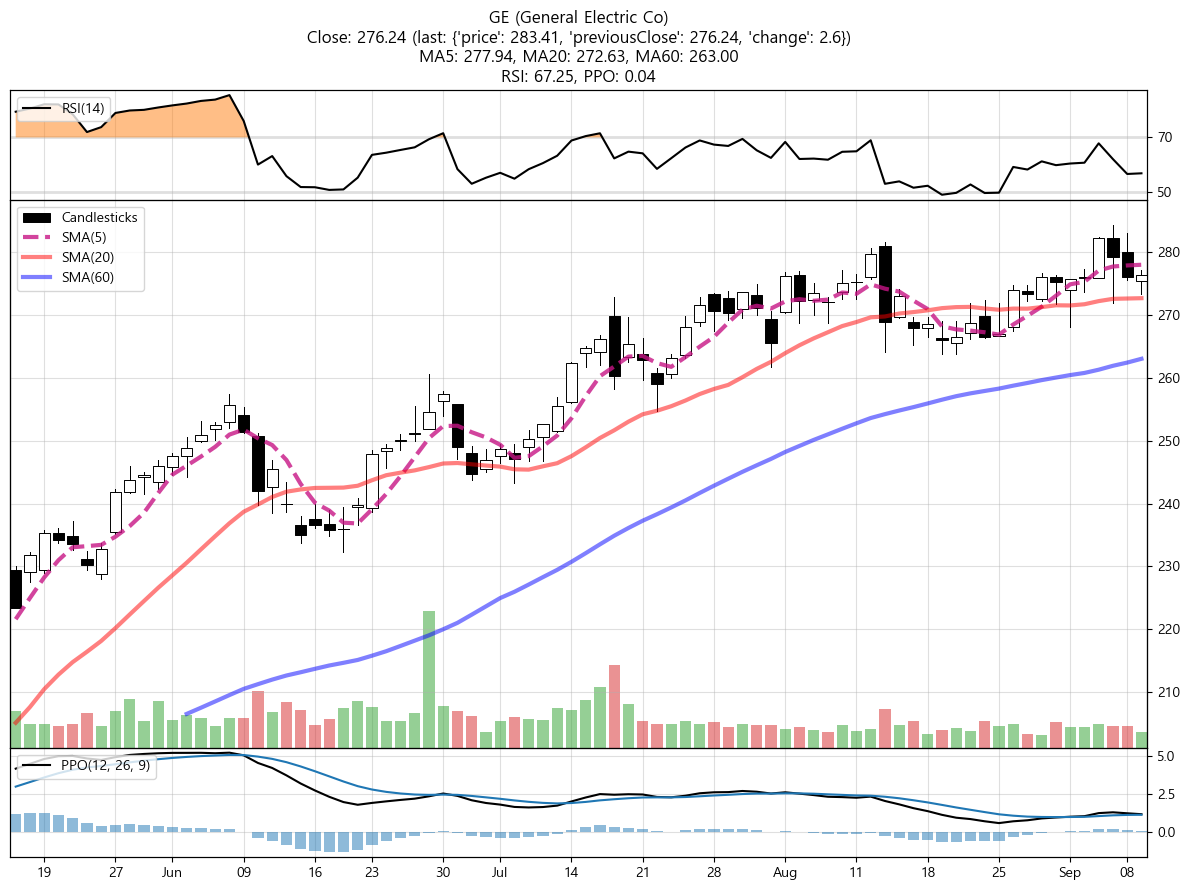 GE (General Electric Co)
Close: 276.24 (last: {'price': 283.41, 'previousClose': 276.24, 'change': 2.6})
MA5: 277.94, MA20: 272.63, MA60: 263.00
RSI: 67.25, PPO: 0.04
RSI(14)
70
50
Candlesticks
SMA(5)
SMA(20)
SMA(60)
280
270
260
250
240
230
220
210
PPO(12, 26, 9)
5.0
2.5
0.0
19 27 Jun 09 16 23 30 Jul 14 21 28 Aug 11 18 25 Sep 08